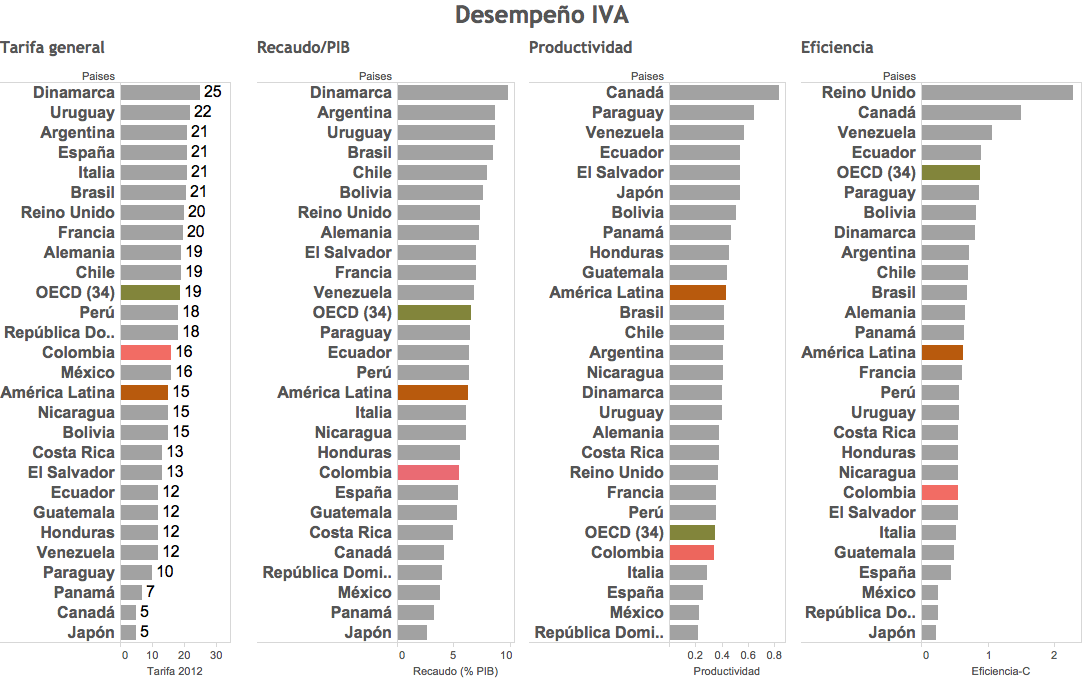 Desempeño IVA
Tarifa general
Paises
Dinamarca 25
Uruguay 22
Argentina 21
España 21
Italia 21
Brasil 21
Reino Unido 20
Francia 20
Alemania 19
Chile 19
OECD (34) 19
Perú 18
República Do.. 18
Colombia 16
México 16
América Latina 15
Nicaragua 15
Bolivia 15
Costa Rica 13
El Salvador 13
Ecuador 12
Guatemala 12
Honduras 12
Venezuela 12
Paraguay 10
Panamá 7
Canadá 5
Japón 5
0 10 20 30
Tarifa 2012
Recaudo/PIB
Paises
Dinamarca
Argentina
Uruguay
Brasil
Chile
Bolivia
Reino Unido
Alemania
El Salvador
Francia
Venezuela
OECD (34)
Paraguay
Ecuador
Perú
América Latina
Italia
Nicaragua
Honduras
Colombia
España
Guatemala
Costa Rica
Canadá
República Domi..
México
Panamá
Japón
0 5 10
Recaudo (% PIB)
Productividad
Paises
Canadá
Paraguay
Venezuela
Ecuador
El Salvador
Japón
Bolivia
Panamá
Honduras
Guatemala
América Latina
Brasil
Chile
Argentina
Nicaragua
Dinamarca
Uruguay
Alemania
Costa Rica
Reino Unido
Francia
Perú
OECD (34)
Colombia
Italia
España
México
República Domi..
0.2 0.4 0.6 0.8
Productividad
Eficiencia
Paises
Reino Unido
Canadá
Venezuela
Ecuador
OECD (34)
Paraguay
Bolivia
Dinamarca
Argentina
Chile
Brasil
Alemania
Panamá
América Latina
Francia
Perú
Uruguay
Costa Rica
Honduras
Nicaragua
Colombia
El Salvador
Italia
Guatemala
España
México
República Do..
Japón
0 1 2
Eficiencia-C